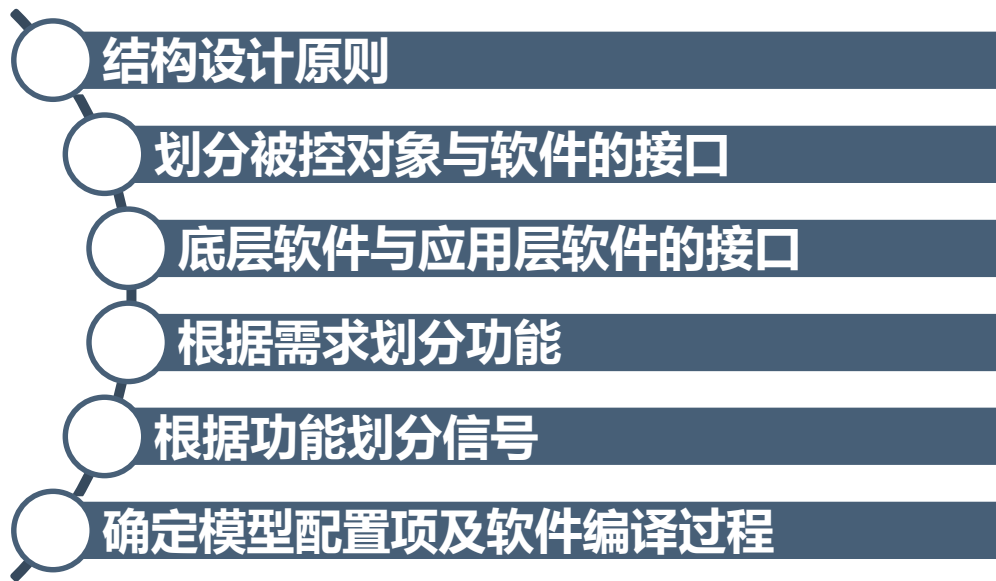 结构设计原则
划分被控对象与软件的接口
底层软件与应用层软件的接口
根据需求划分功能
根据功能划分信号
确定模型配置项及软件编译过程